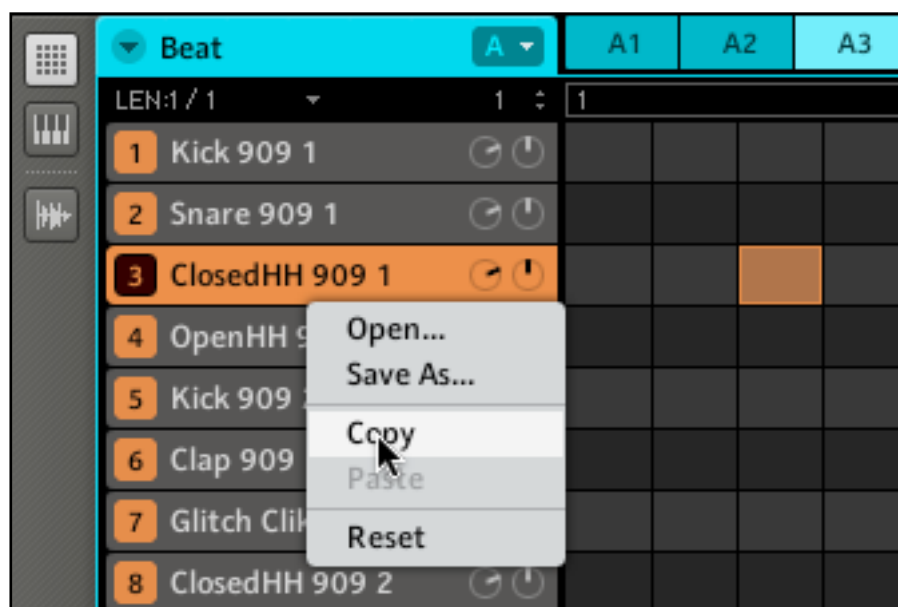 Beat A A1 A2 A3
LEN:1 / 1 1 1
1 Kick 909 1
2 Snare 909 1
3 ClosedHH 909 1
4 OpenHH
5 Kick 909
6 Clap 909
7 Glitch
8 ClosedHH 909 2
Open...
Save As...
Copy
Paste
Reset